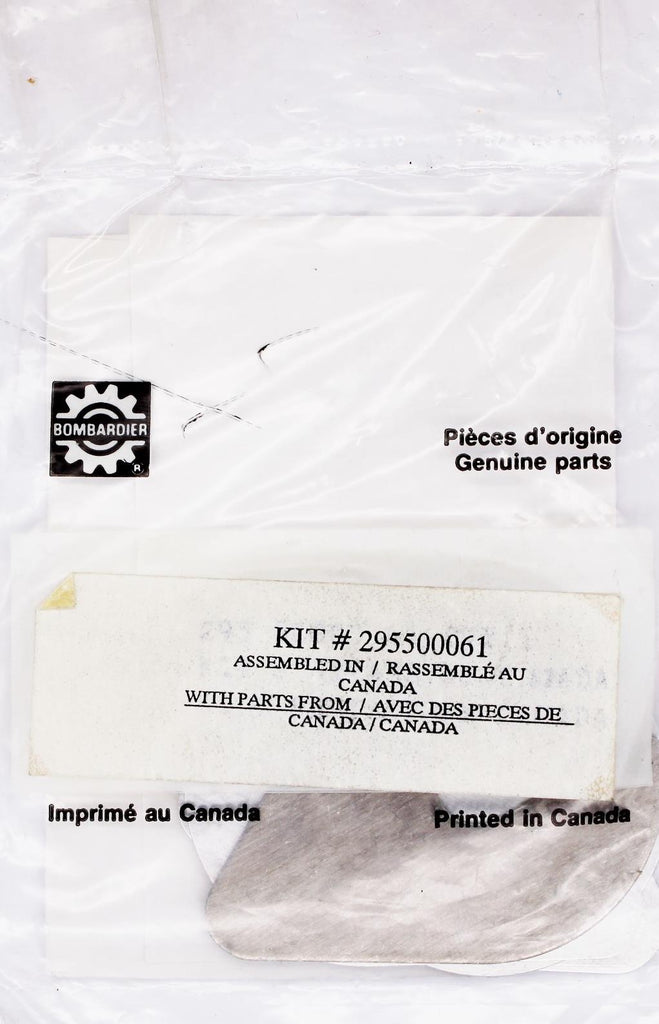 BOMBARDIER
®
Pièces d'origine
Genuine parts
KIT # 295500061
ASSEMBLED IN / RASSEMBLÉ AU
CANADA
WITH PARTS FROM / AVEC DES PIECES DE
CANADA / CANADA
Imprimé au Canada
Printed in Canada